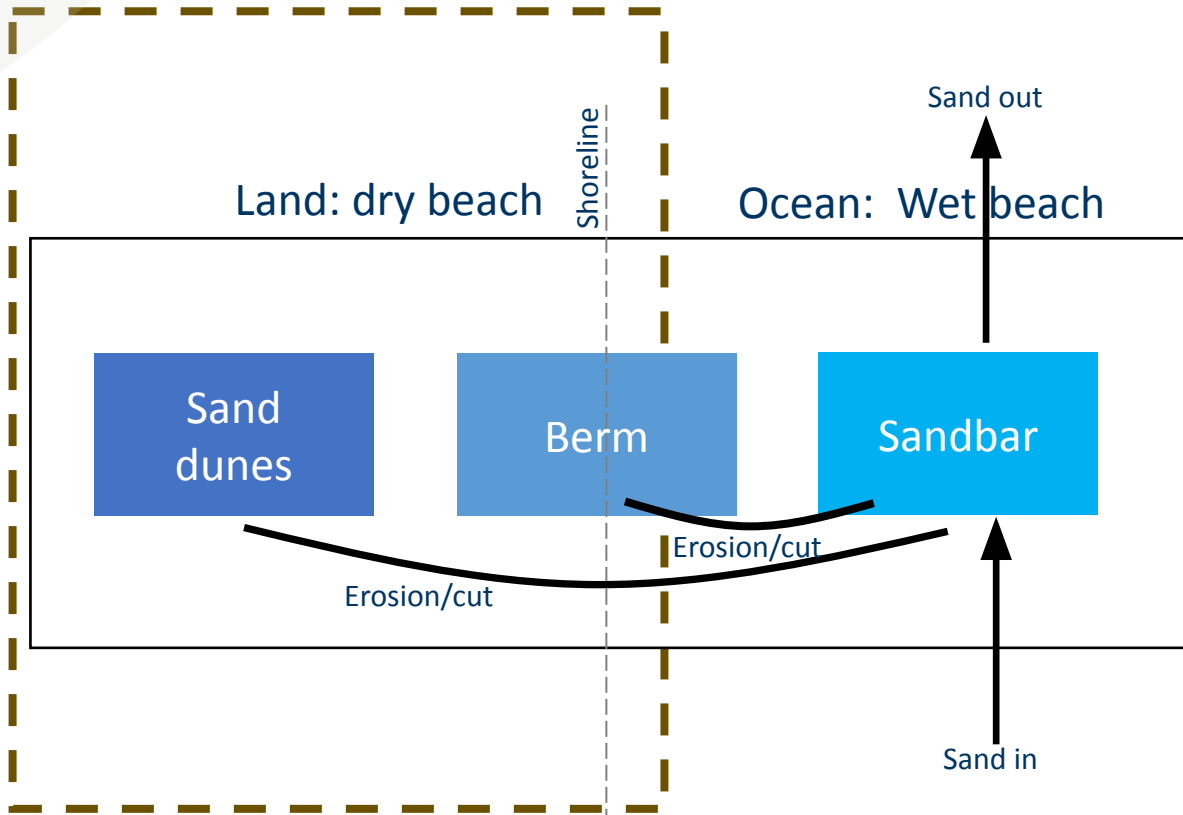 Sand out
Shoreline
Land: dry beach
Ocean:  Wet beach
Sand
dunes
Berm
Sandbar
Erosion/cut
Erosion/cut
Sand in